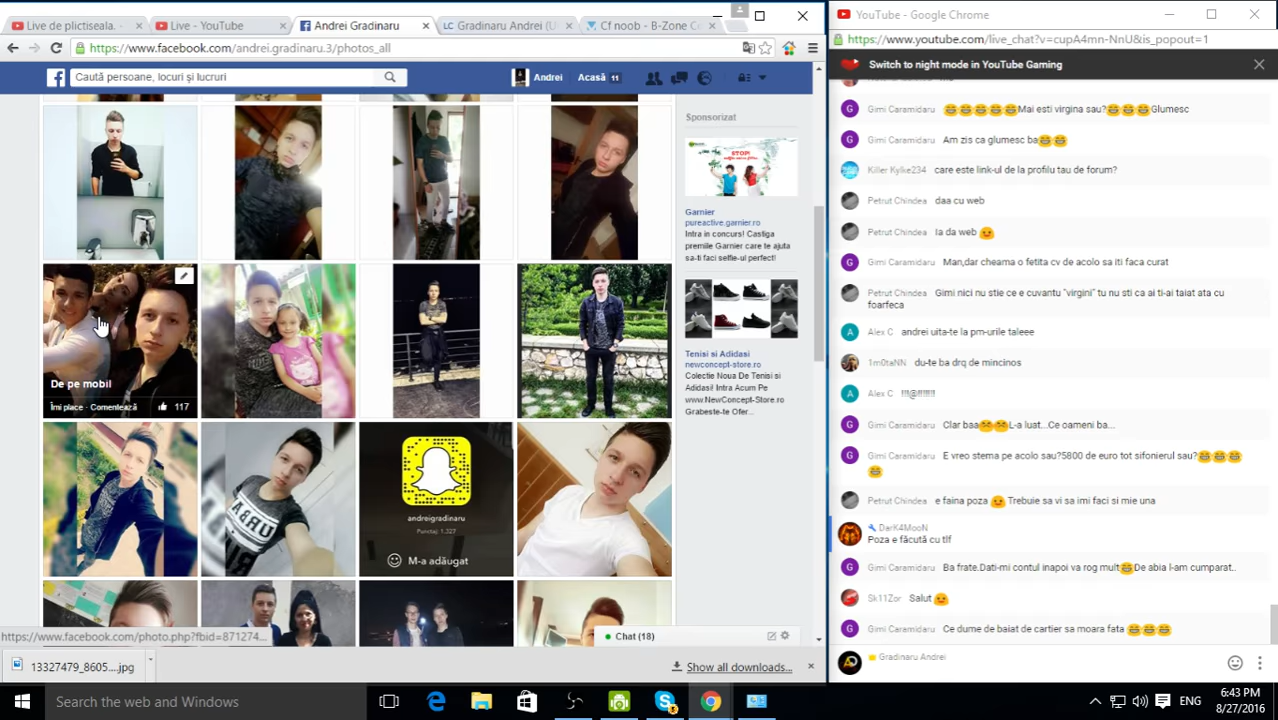 Live de plictiseala. -
Live - YouTube
Andrei Gradinaru
LC Gradinaru Andrei (U
Cf noob - B-Zone Ce
YouTube - Google Chrome
https://www.facebook.com/andrei.gradinaru.3/photos_all
https://www.youtube.com/live_chat?v=cupA4mn-NnU&is_popout=1
Caută persoane, locuri și lucruri
Andrei
Acasă 11
Switch to night mode in YouTube Gaming
Sponsorizat
STOP!
Garnier
pureactive.garnier.ro
Intra in concurs! Castiga
premiile Garnier care te ajuta
sa-ti faci selfie-ul perfect!
De pe mobil
Îmi place · Comentează
117
Tenisi si Adidasi
newconcept-store.ro
Colectie Noua De Tenisi si
Adidasi! Intra Acum Pe
www.NewConcept-Store.ro
Grabeste-te Ofer...
URBA
andreigradinaru
Punctaj: 1.327
M-a adăugat
Chat (18)
https://www.facebook.com/photo.php?fbid=871274...
13327479_8605....jpg
Show all downloads...
Gimi Caramidaru 😂😂😂😂😂Mai esti virgina sau?😂😂😂Glumesc
Gimi Caramidaru Am zis ca glumesc ba😂😂
Killer Kylke234 care este link-ul de la profilu tau de forum?
Petrut Chindea daa cu web
Petrut Chindea Ia da web
Gimi Caramidaru Man,dar cheama o fetita cv de acolo sa iti faca curat
Petrut Chindea Gimi nici nu stie ce e cuvantu "virgini" tu nu sti ca ai ti-ai taiat ata cu
foarfeca
A Alex C andrei uita-te la pm-urile taleee
1m0taNN du-te ba drq de mincinos
A Alex C !!!@!!!!!!!!
Gimi Caramidaru Clar baa😤😤L-a luat...Ce oameni ba...
Gimi Caramidaru E vreo stema pe acolo sau?5800 de euro tot sifonierul sau?😂😂😂
😂
Petrut Chindea e faina poza Trebuie sa vi sa imi faci si mie una
DarK4MooN
Poza e făcută cu tlf
Gimi Caramidaru Ba frate.Dati-mi contul inapoi va rog mult😂De abia l-am cumparat..
Sk11Zor Salut
Gimi Caramidaru Ce dume de baiat de cartier sa moara fata 😂😂😂
Gradinaru Andrei
Search the web and Windows
ENG
6:43 PM
8/27/2016